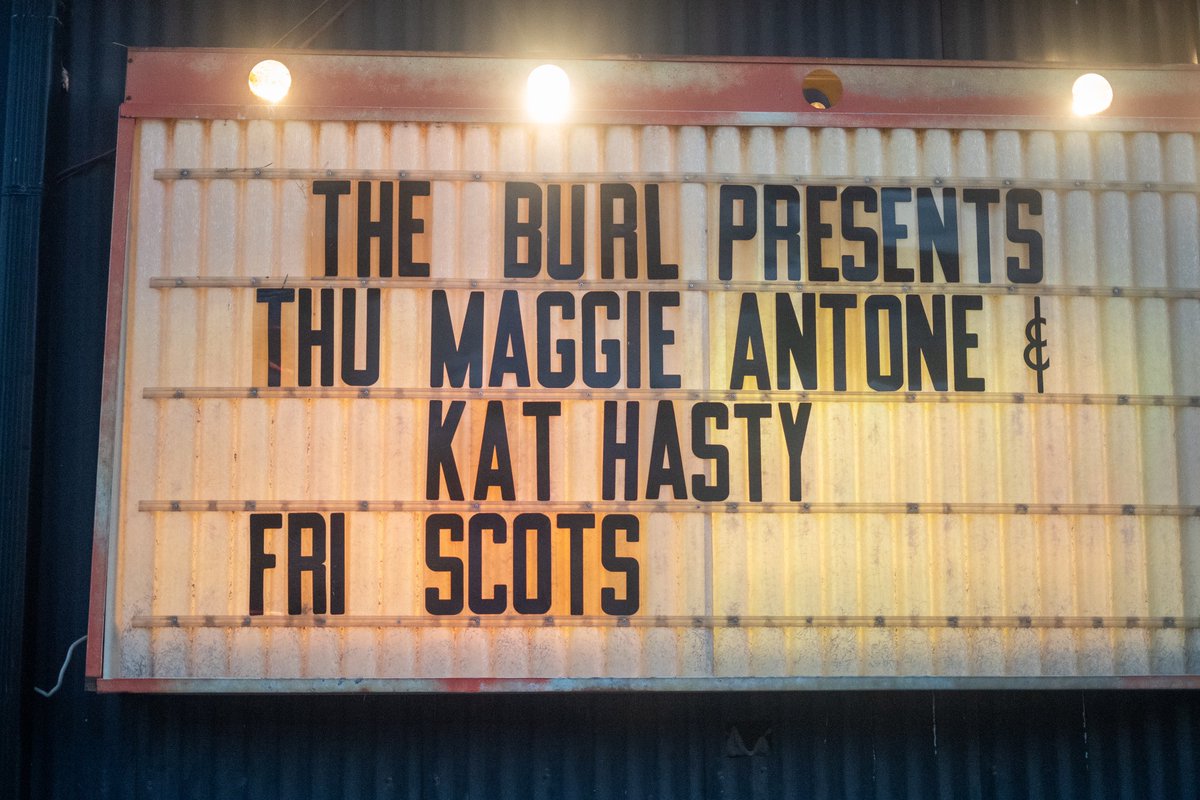 THE BURL PRESENTS
THU MAGGIE ANTONE &
KAT HASTY
FRI SCOTS